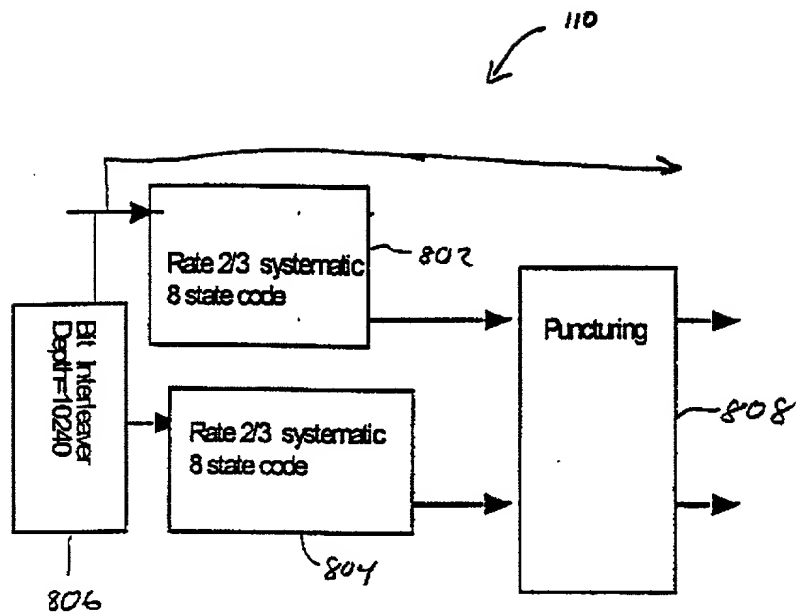 110
Rate 2/3 systematic
8 state code
802
Puncturing
Bit Interleaver
Depth=10240
Rate 2/3 systematic
8 state code
808
804
806